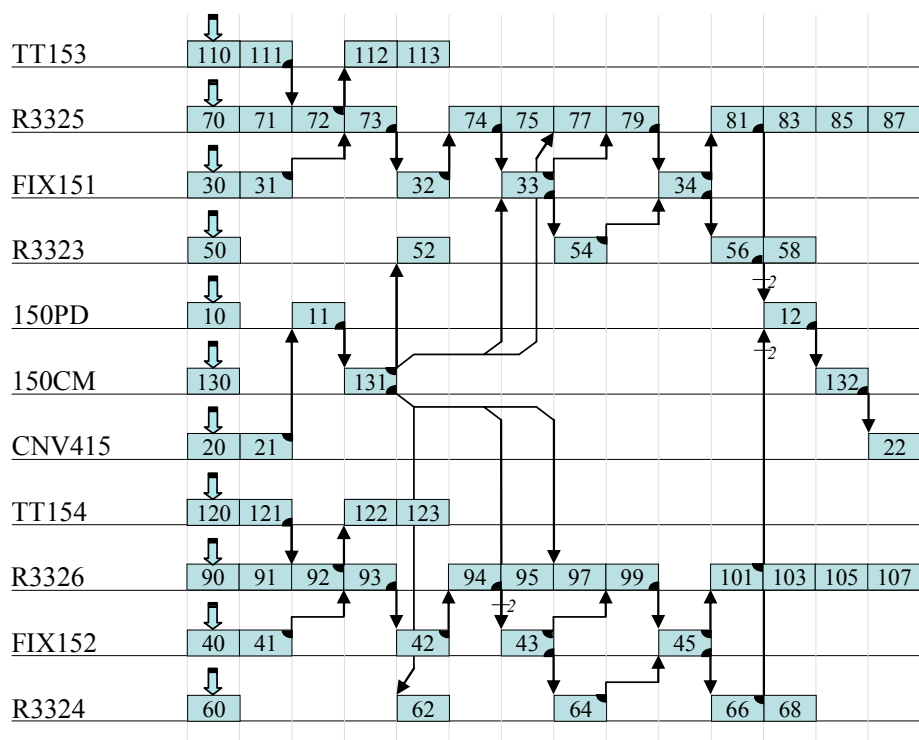 TT153 110 111 112 113
R3325 70 71 72 73 74 75 77 79 81 83 85 87
FIX151 30 31 32 33 34
R3323 50 52 54 56 58
2
150PD 10 11 12
2
150CM 130 131 132
CNV415 20 21 22
TT154 120 121 122 123
R3326 90 91 92 93 94 95 97 99 101 103 105 107
2
FIX152 40 41 42 43 45
R3324 60 62 64 66 68